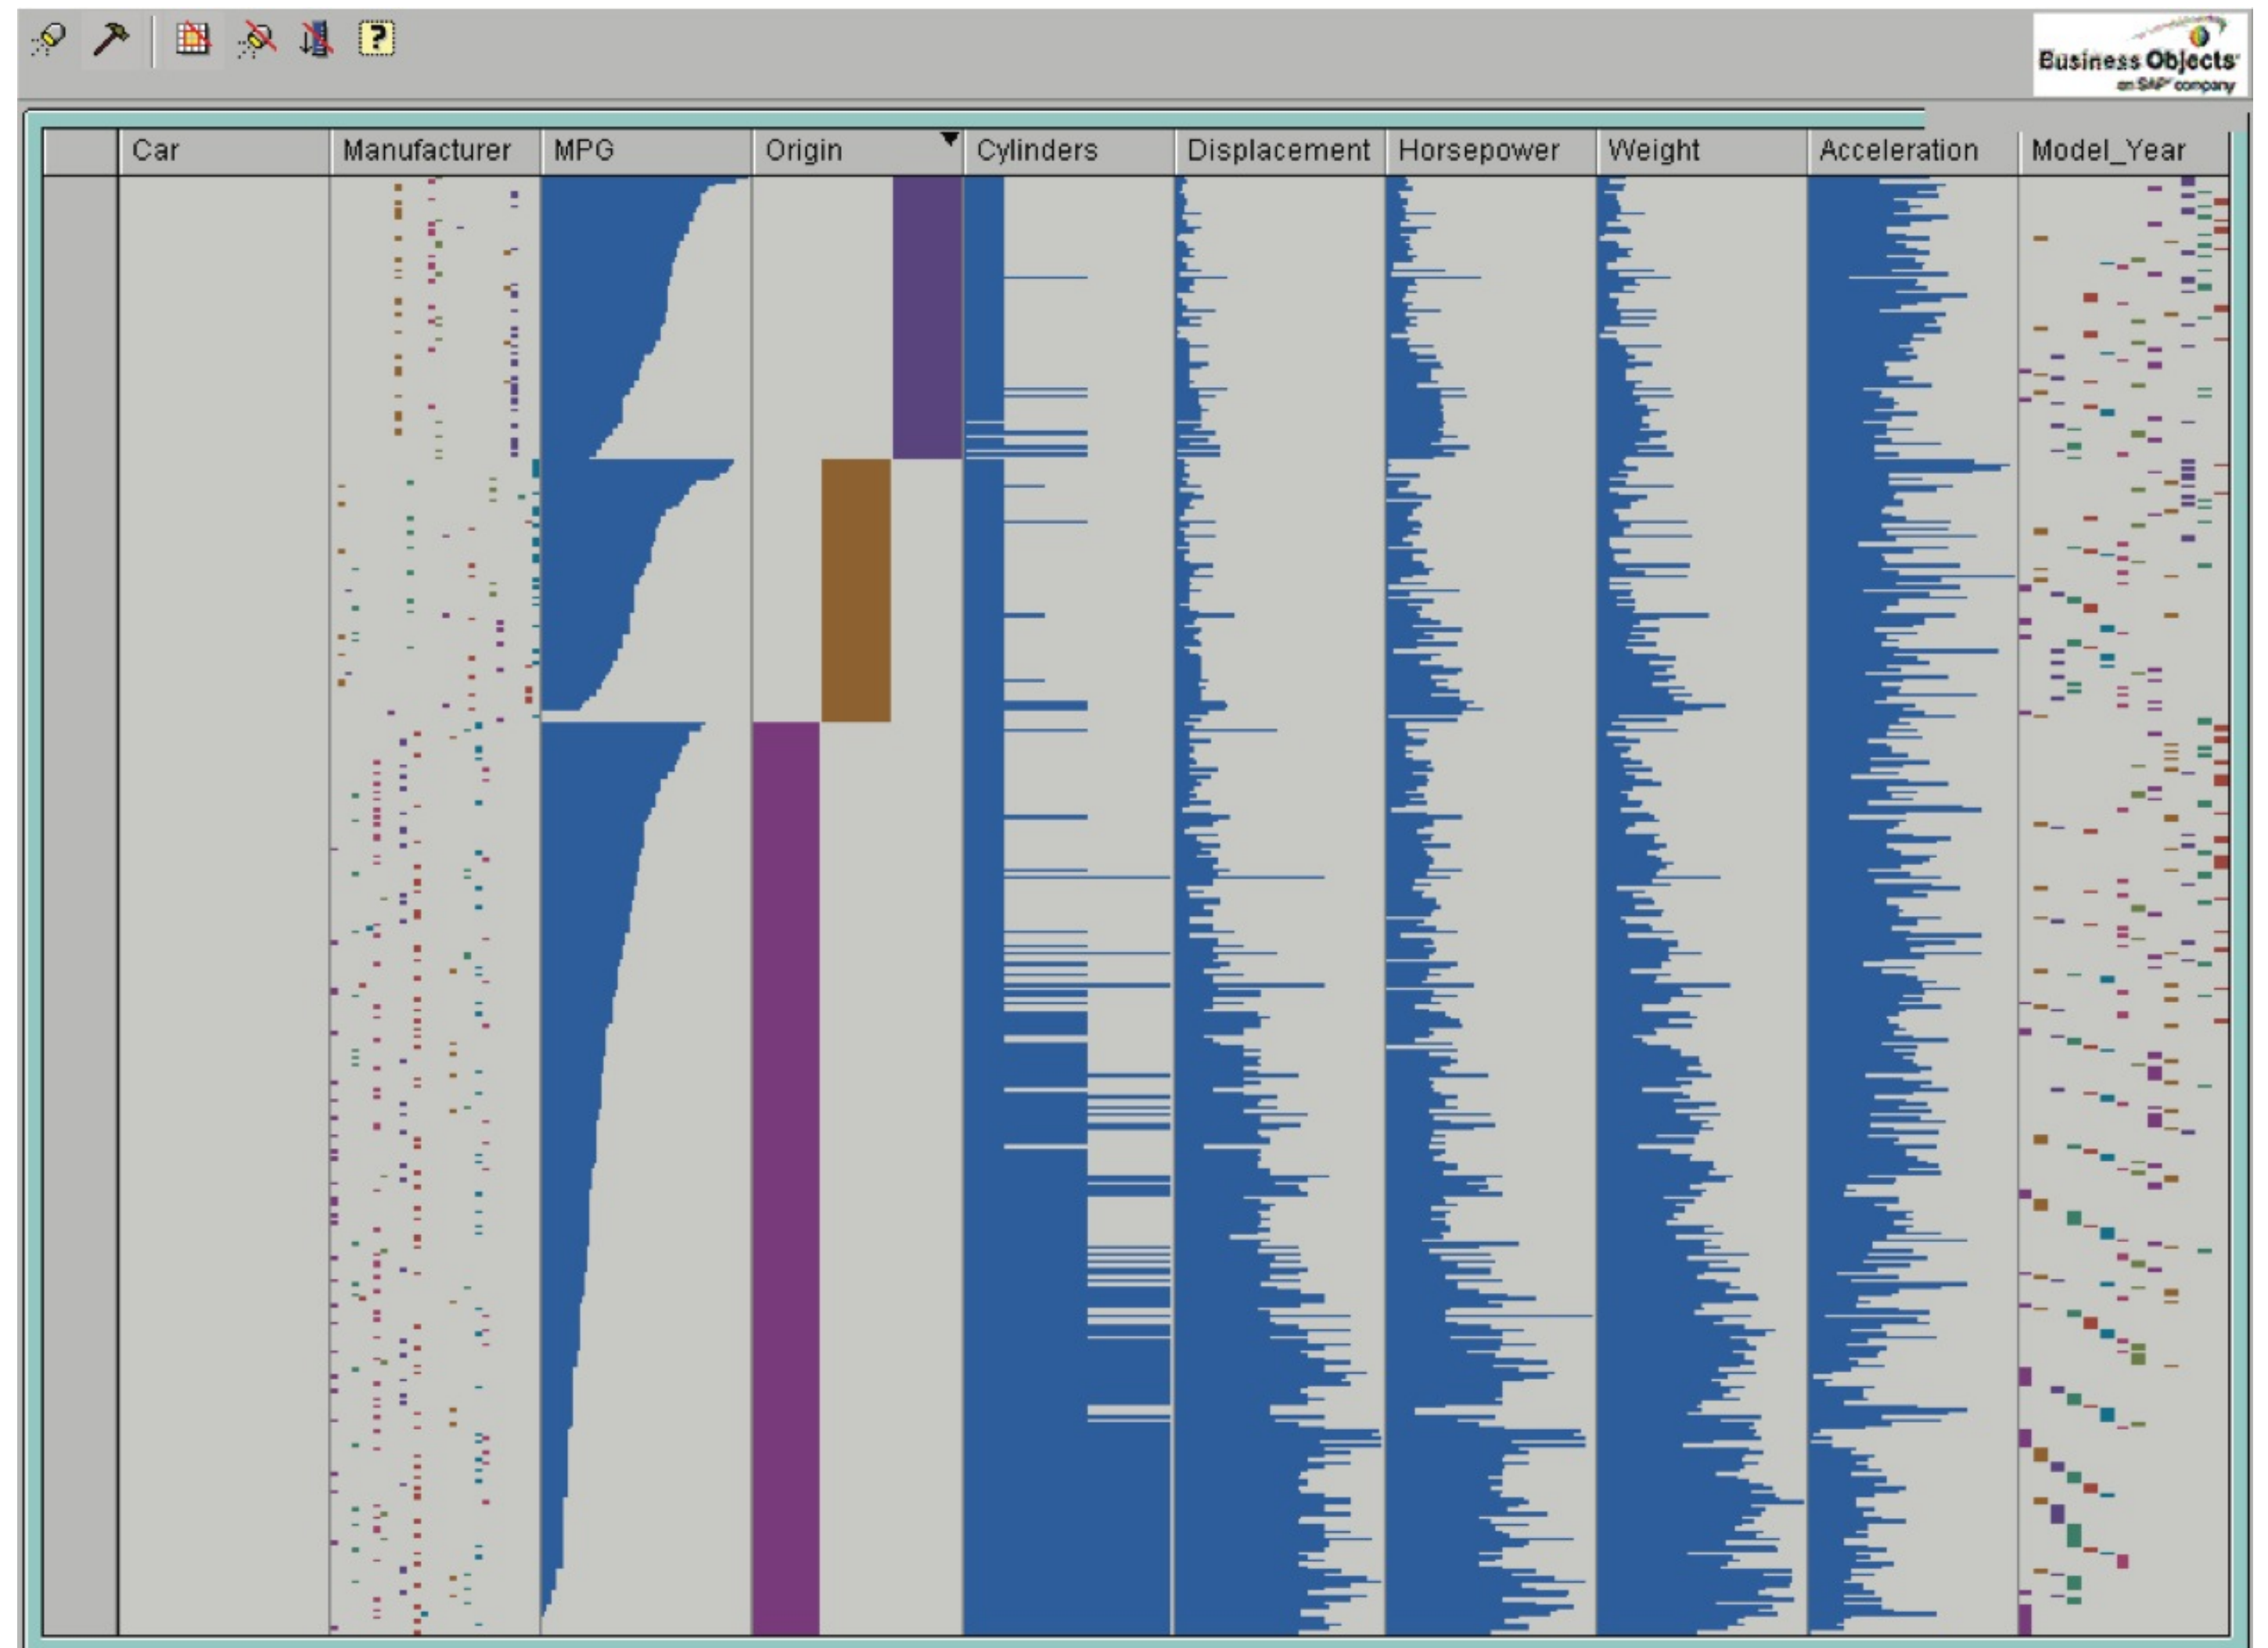 ?
Business Objects
an SAP company
Car Manufacturer MPG Origin Cylinders Displacement Horsepower Weight Acceleration Model_Year